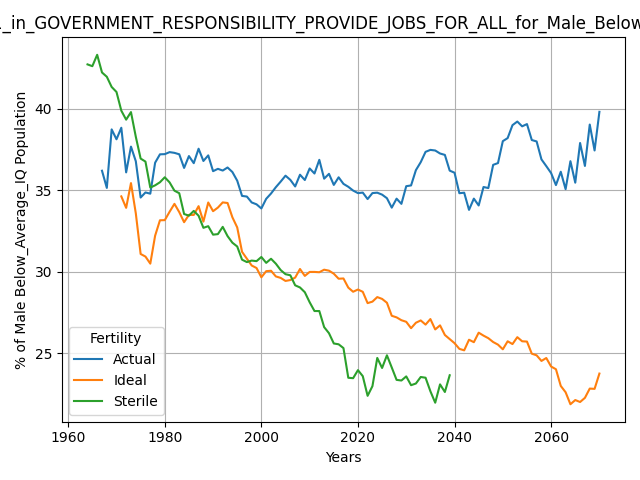 _in_GOVERNMENT_RESPONSIBILITY_PROVIDE_JOBS_FOR_ALL_for_Male_Below
% of Male Below_Average_IQ Population
40
35
30
25
Fertility
Actual
Ideal
Sterile
1960 1980 2000 2020 2040 2060
Years